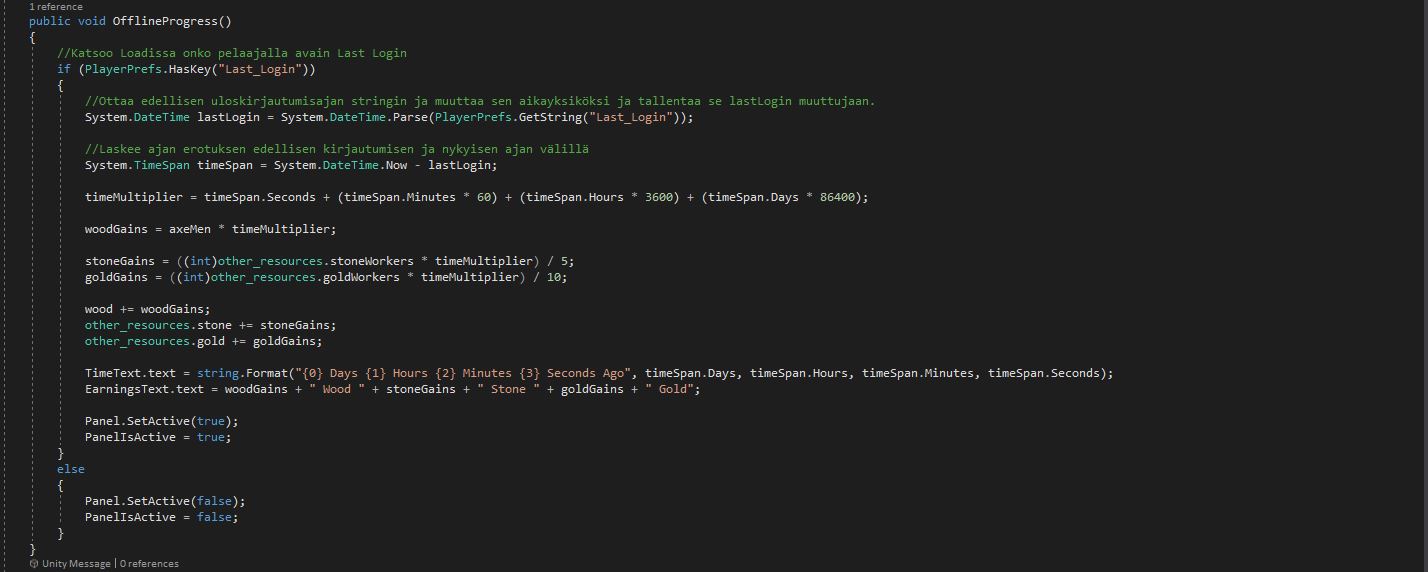 1 reference
public void OfflineProgress()
{
//Katsoo Loadissa onko pelaajalla avain Last Login
if (PlayerPrefs.HasKey("Last_Login"))
{
//Ottaa edellisen uloskirjautumisajan stringin ja muuttaa sen aikayksiköksi ja tallentaa se lastLogin muuttujaan.
System.DateTime lastLogin = System.DateTime.Parse(PlayerPrefs.GetString("Last_Login"));
//Laskee ajan erotuksen edellisen kirjautumisen ja nykyisen ajan välillä
System.TimeSpan timeSpan = System.DateTime.Now - lastLogin;
timeMultiplier = timeSpan.Seconds + (timeSpan.Minutes * 60) + (timeSpan.Hours * 3600) + (timeSpan.Days * 86400);
woodGains = axeMen * timeMultiplier;
stoneGains = ((int)other_resources.stoneWorkers * timeMultiplier) / 5;
goldGains = ((int)other_resources.goldWorkers * timeMultiplier) / 10;
wood += woodGains;
other_resources.stone += stoneGains;
other_resources.gold += goldGains;
TimeText.text = string.Format("{0} Days {1} Hours {2} Minutes {3} Seconds Ago", timeSpan.Days, timeSpan.Hours, timeSpan.Minutes, timeSpan.Seconds);
EarningsText.text = woodGains + " Wood " + stoneGains + " Stone " + goldGains + " Gold";
Panel.SetActive(true);
PanelIsActive = true;
}
else
{
Panel.SetActive(false);
PanelIsActive = false;
}
}
Unity Message | 0 references